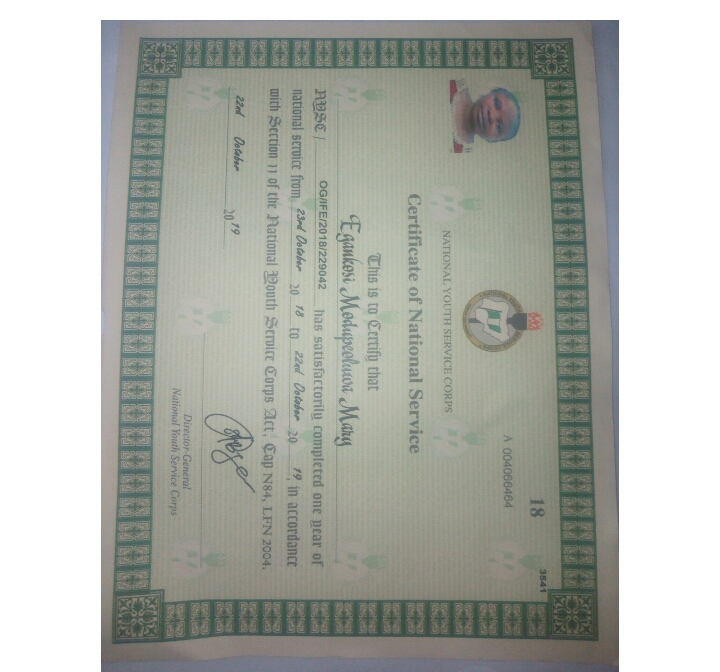 18
3541
A 004066464
NATIONAL YOUTH SERVICE CORPS
Certificate of National Service
This is to Certify that
Egankosi Modupeoluwa Mary
NYSC / OG/IFE/2018/229042 has satisfactorily completed one year of
national service from 23rd October 20 18 to 22nd October 20 19, in accordance
with Section 11 of the National Youth Service Corps Act, Cap N84, LFN 2004.
22nd October 20 19
Director-General
National Youth Service Corps